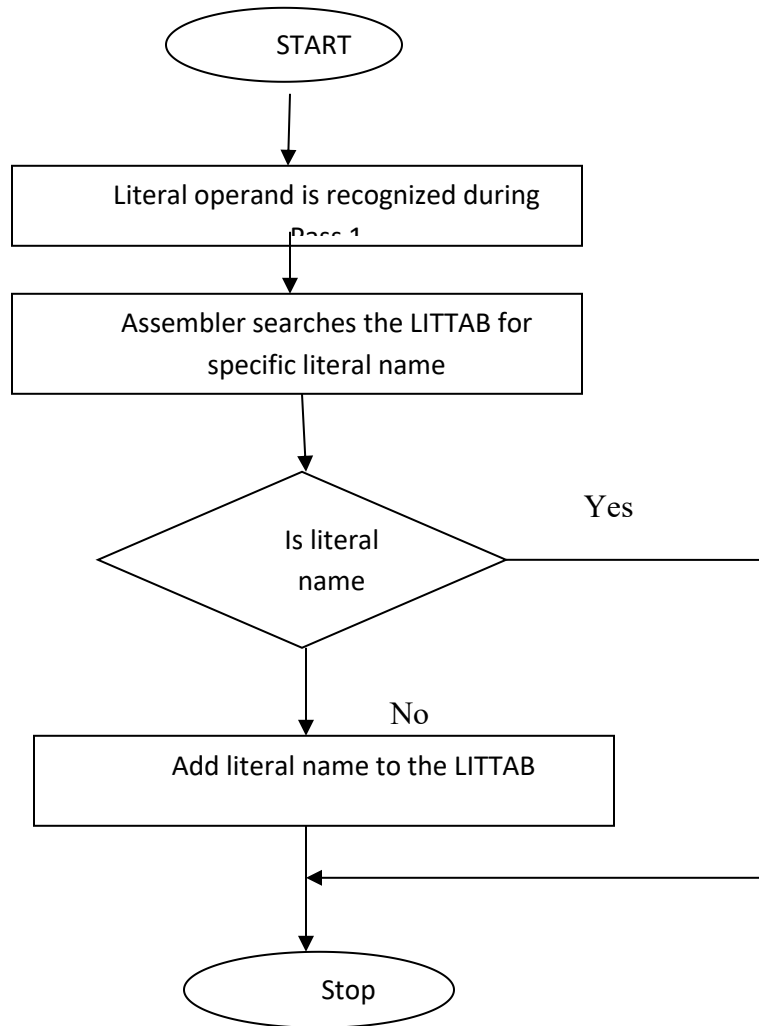 START
Literal operand is recognized during
Pass 1
Assembler searches the LITTAB for
specific literal name
Yes
Is literal
name
No
Add literal name to the LITTAB
Stop